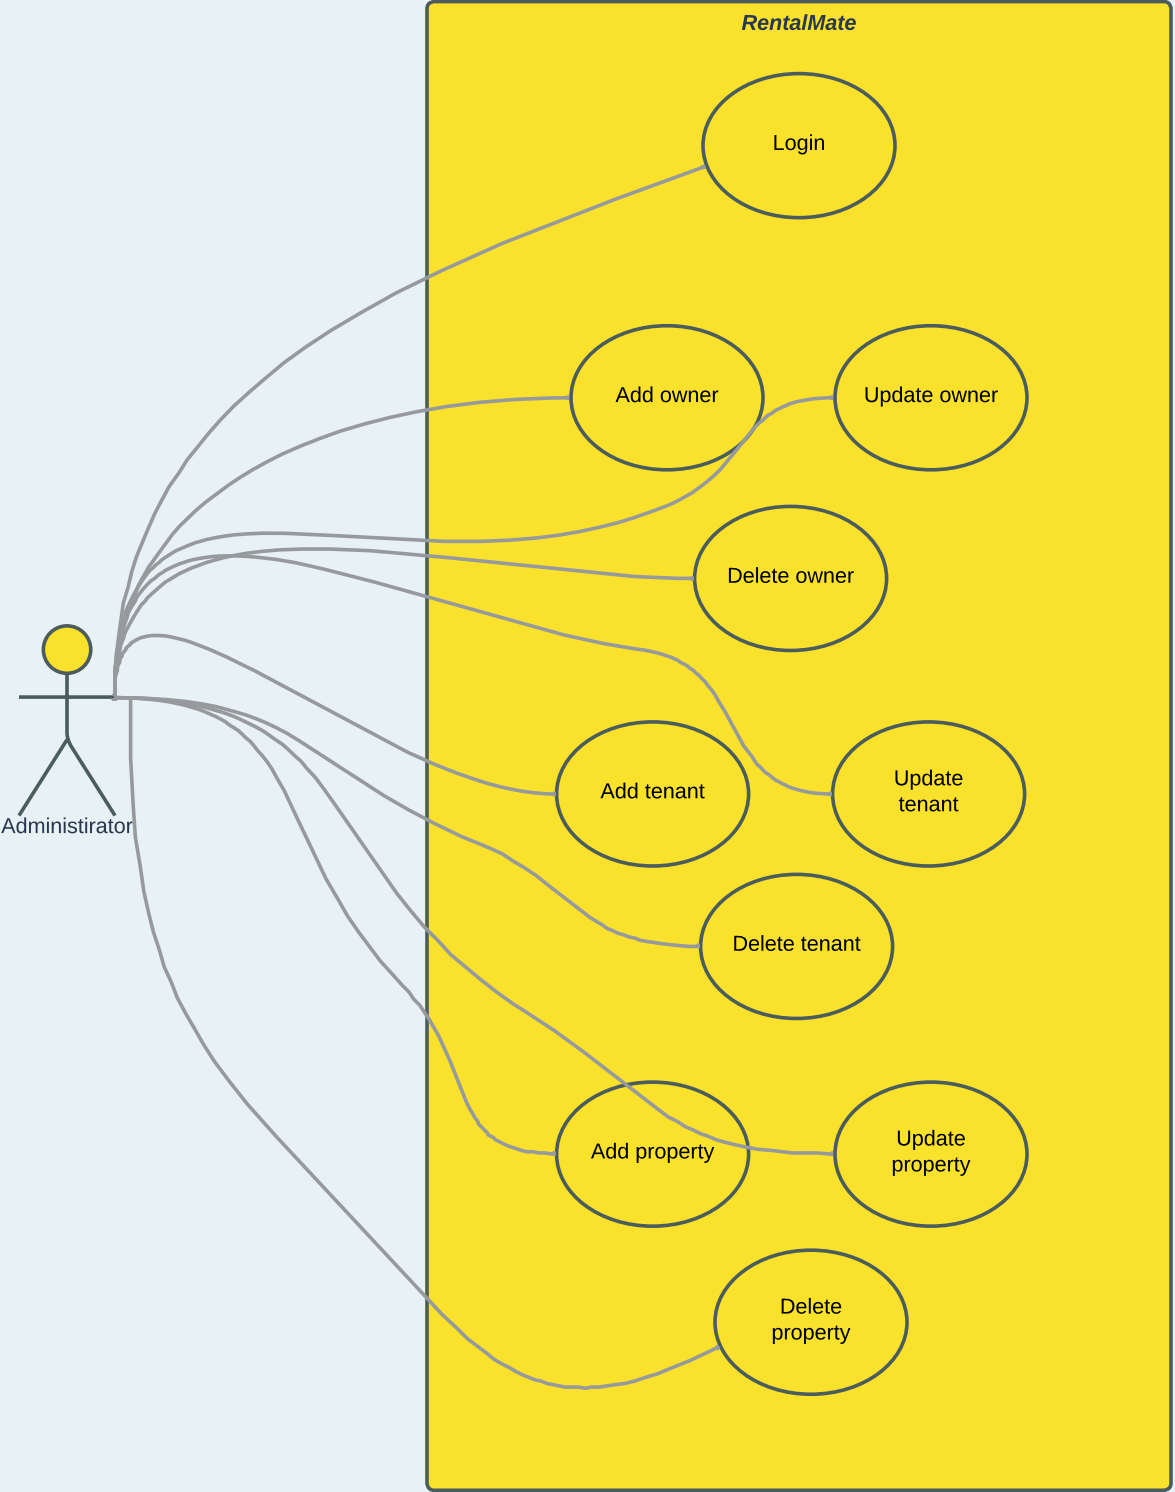 RentalMate
Login
Add owner
Update owner
Delete owner
Administirator
Add tenant
Update
tenant
Delete tenant
Add property
Update
property
Delete
property